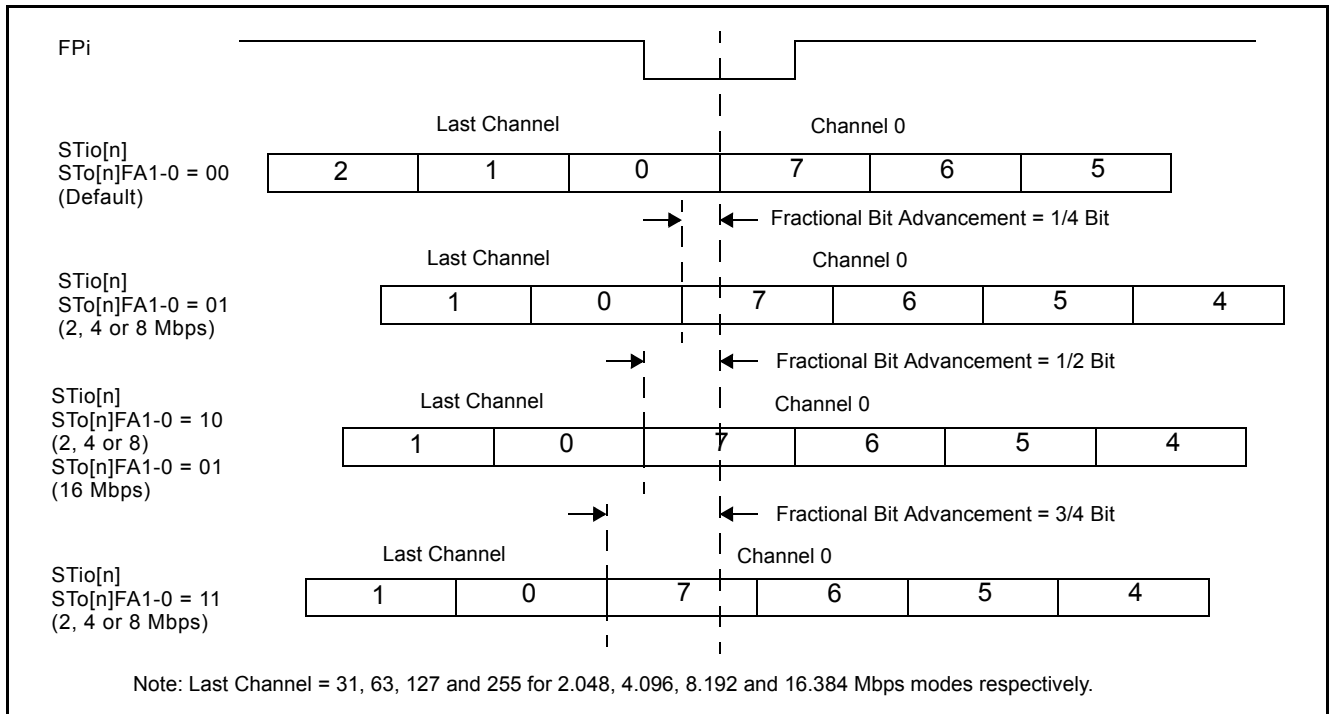 FPi
Last Channel
Channel 0
STio[n]
STo[n]FA1-0 = 00
(Default)
2 1 0 7 6 5
Fractional Bit Advancement = 1/4 Bit
Last Channel
Channel 0
STio[n]
STo[n]FA1-0 = 01
(2, 4 or 8 Mbps)
1 0 7 6 5 4
Fractional Bit Advancement = 1/2 Bit
STio[n]
STo[n]FA1-0 = 10
(2, 4 or 8)
STo[n]FA1-0 = 01
(16 Mbps)
Last Channel
Channel 0
1 0 7 6 5 4
Fractional Bit Advancement = 3/4 Bit
Last Channel
Channel 0
STio[n]
STo[n]FA1-0 = 11
(2, 4 or 8 Mbps)
1 0 7 6 5 4
Note: Last Channel = 31, 63, 127 and 255 for 2.048, 4.096, 8.192 and 16.384 Mbps modes respectively.